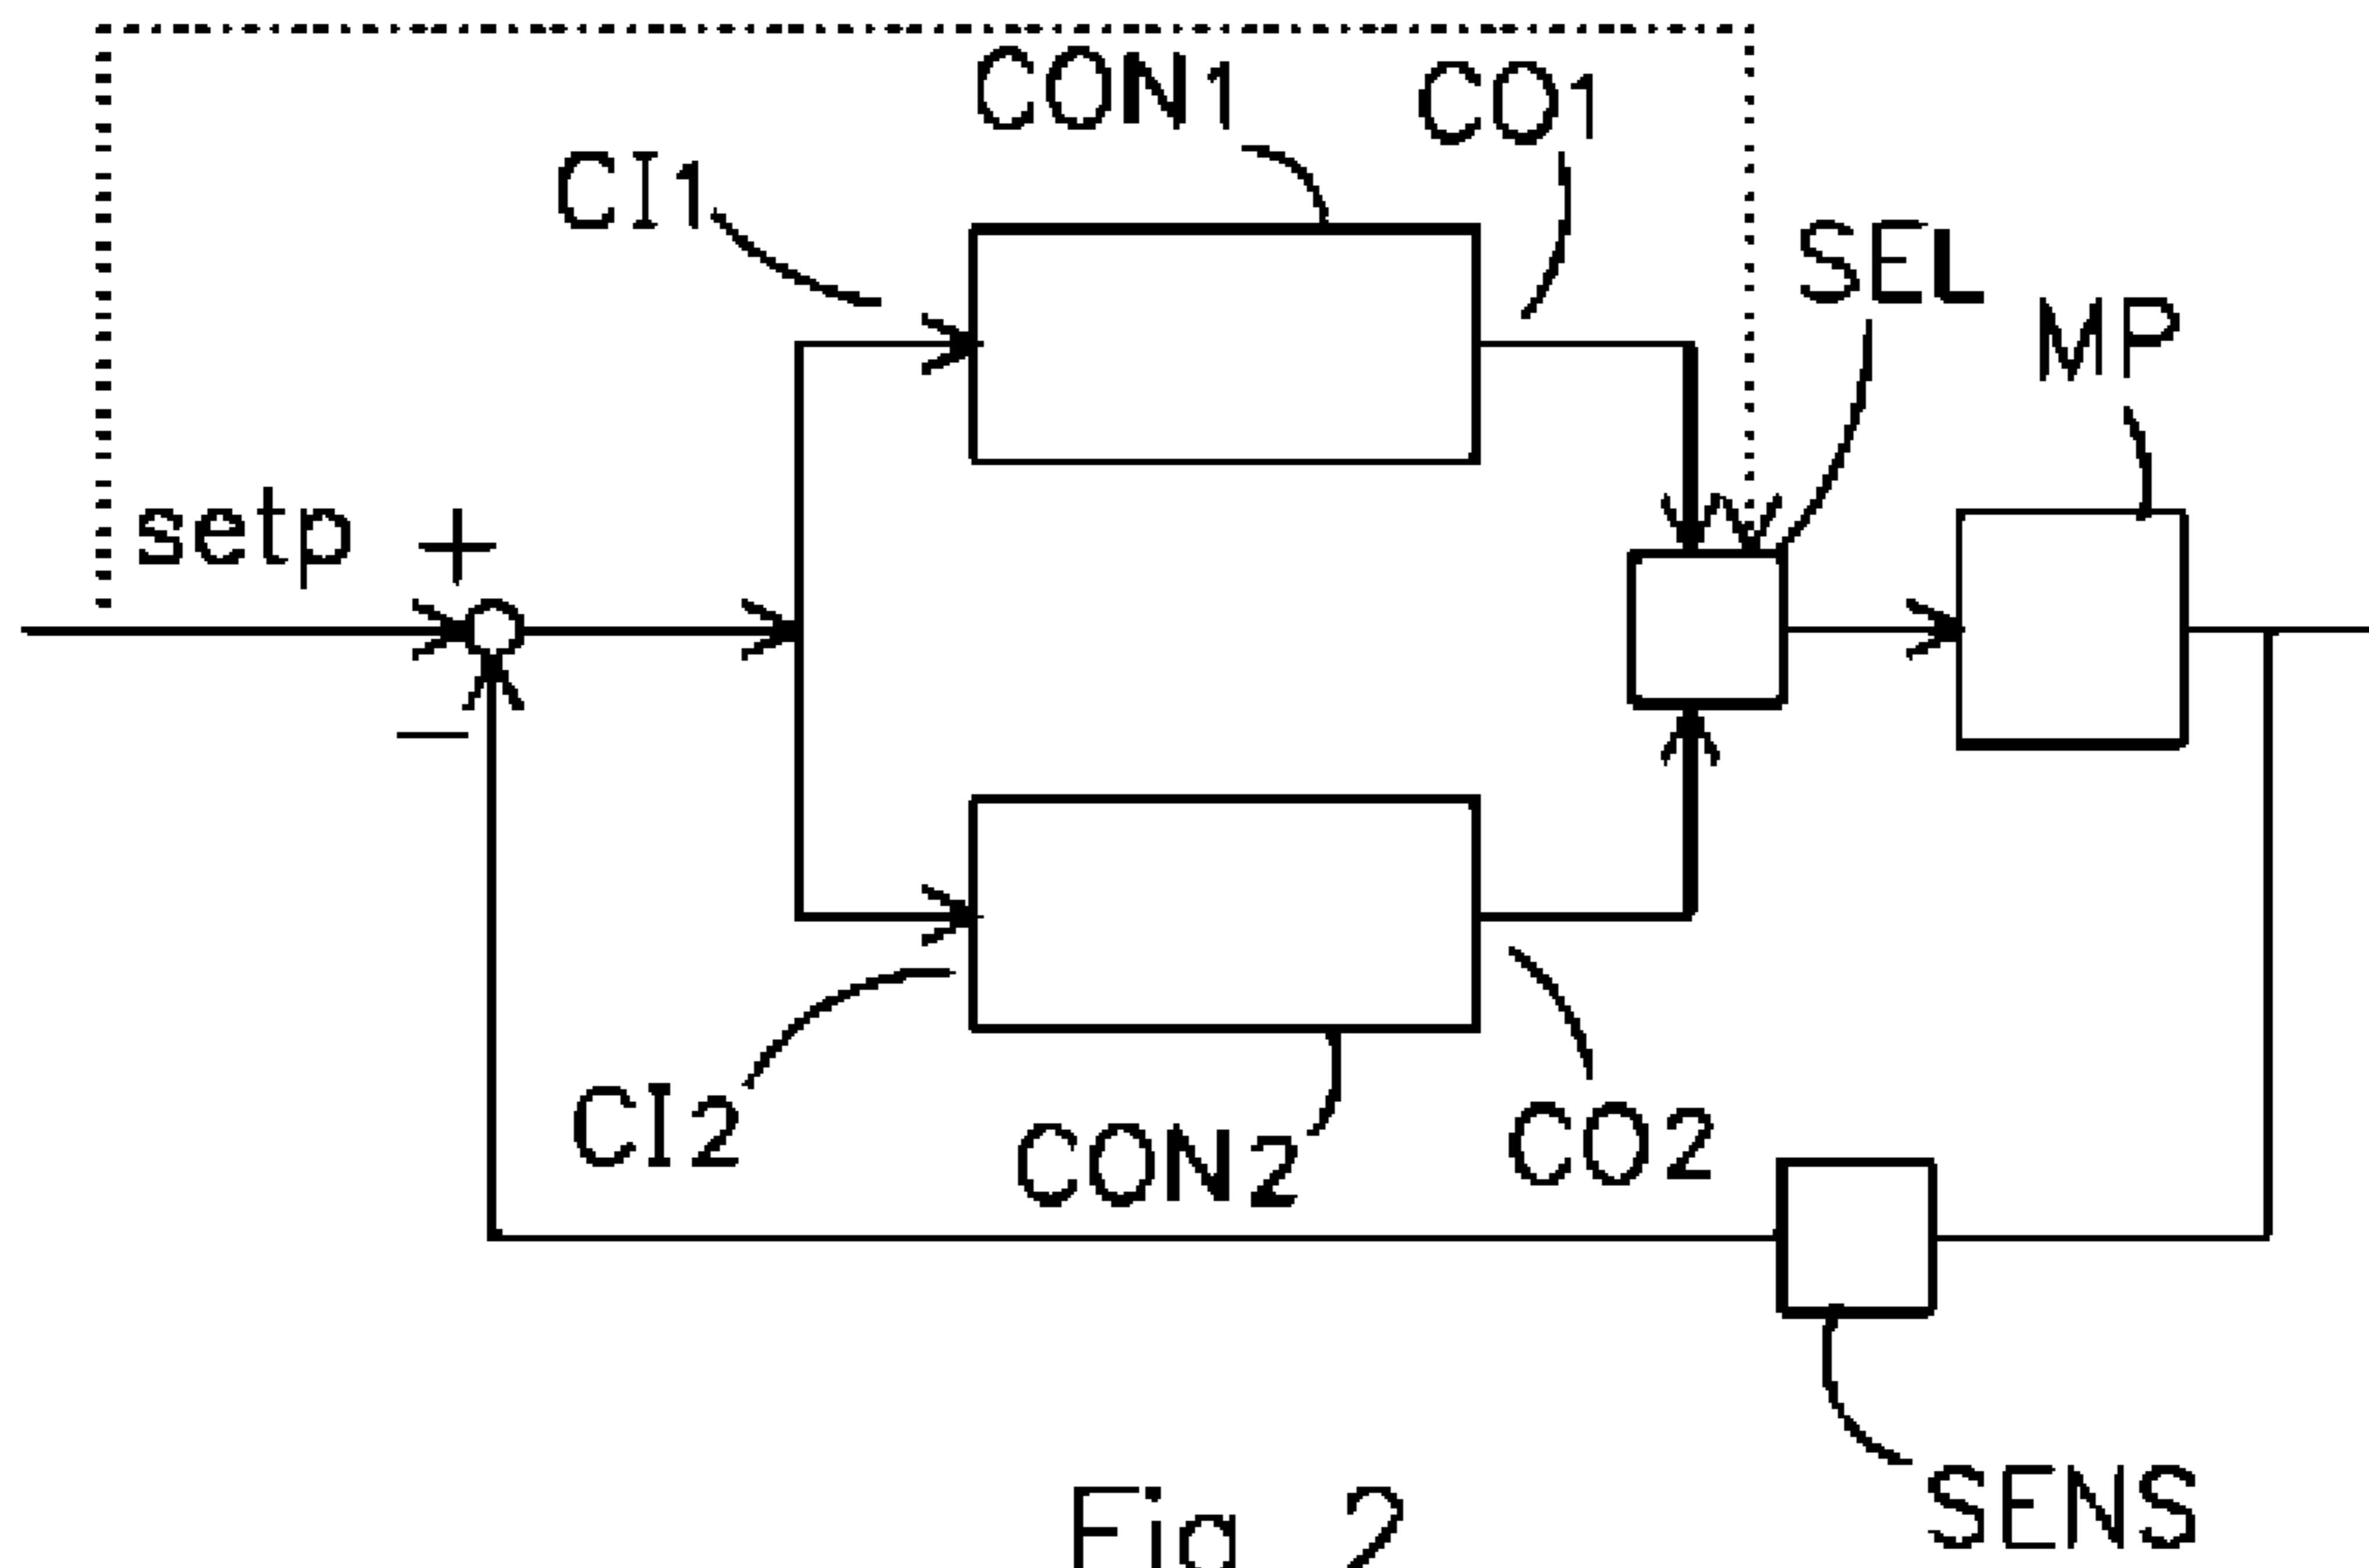 CON1
CO1
CI1
SEL
MP
setp +
−
CI2
CON2
CO2
SENS
Fig 2